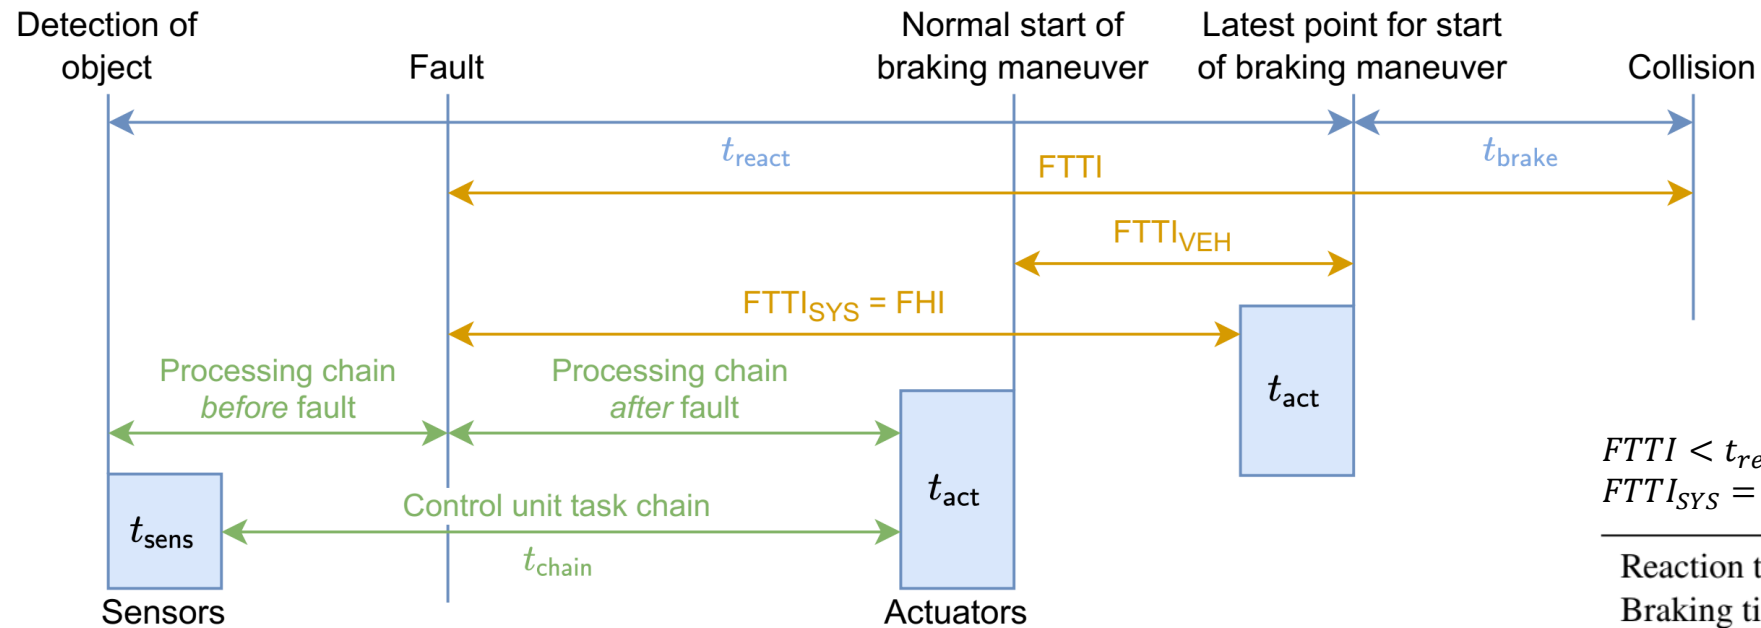 Detection of
object
Fault
Normal start of
braking maneuver
Latest point for start
of braking maneuver
Collision
t_react
t_brake
FTTI
FTTI_VEH
FTTI_SYS = FHI
Processing chain
before fault
Processing chain
after fault
t_act
t_act
Control unit task chain
t_sens
t_chain
Sensors
Actuators
FTTI < t_re
FTTI_SYS =
Reaction t
Braking ti